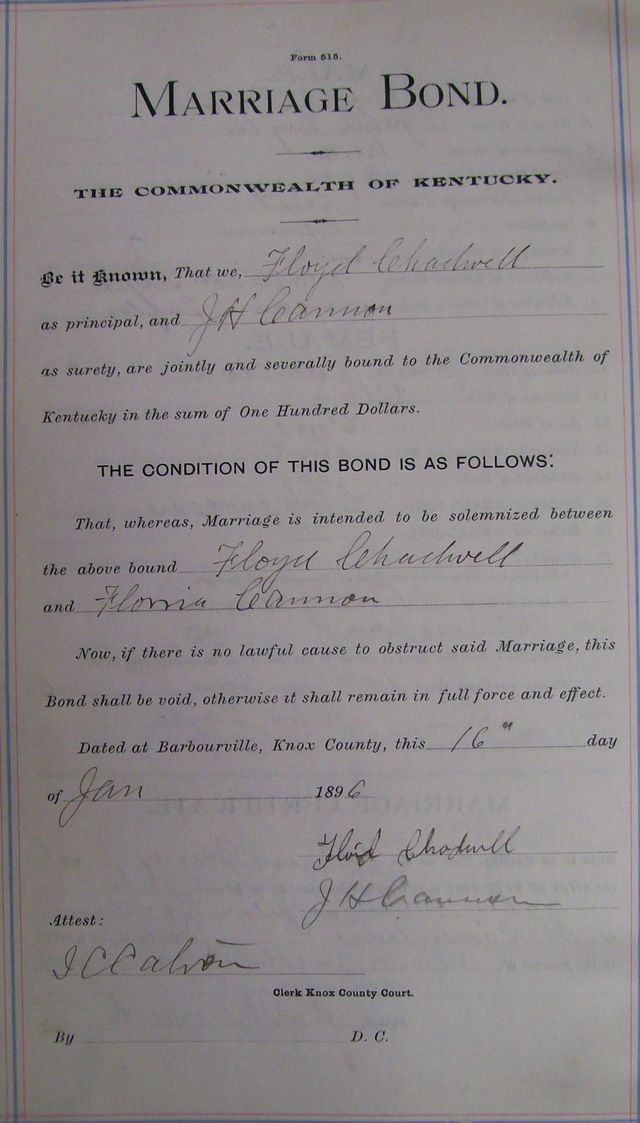 Form 515.
MARRIAGE BOND.
THE COMMONWEALTH OF KENTUCKY.
Be it Known, That we, Floyd Chadwell
as principal, and J H Cannon
as surety, are jointly and severally bound to the Commonwealth of
Kentucky in the sum of One Hundred Dollars.
THE CONDITION OF THIS BOND IS AS FOLLOWS:
That, whereas, Marriage is intended to be solemnized between
the above bound Floyd Chadwell
and Cannon
Now, if there is no lawful cause to obstruct said Marriage, this
Bond shall be void, otherwise it shall remain in full force and effect.
Dated at Barbourville, Knox County, this 16" day
of Jan 1896
Floid Chadwell
J H Cannon
Attest:
Clerk Knox County Court.
By D. C.